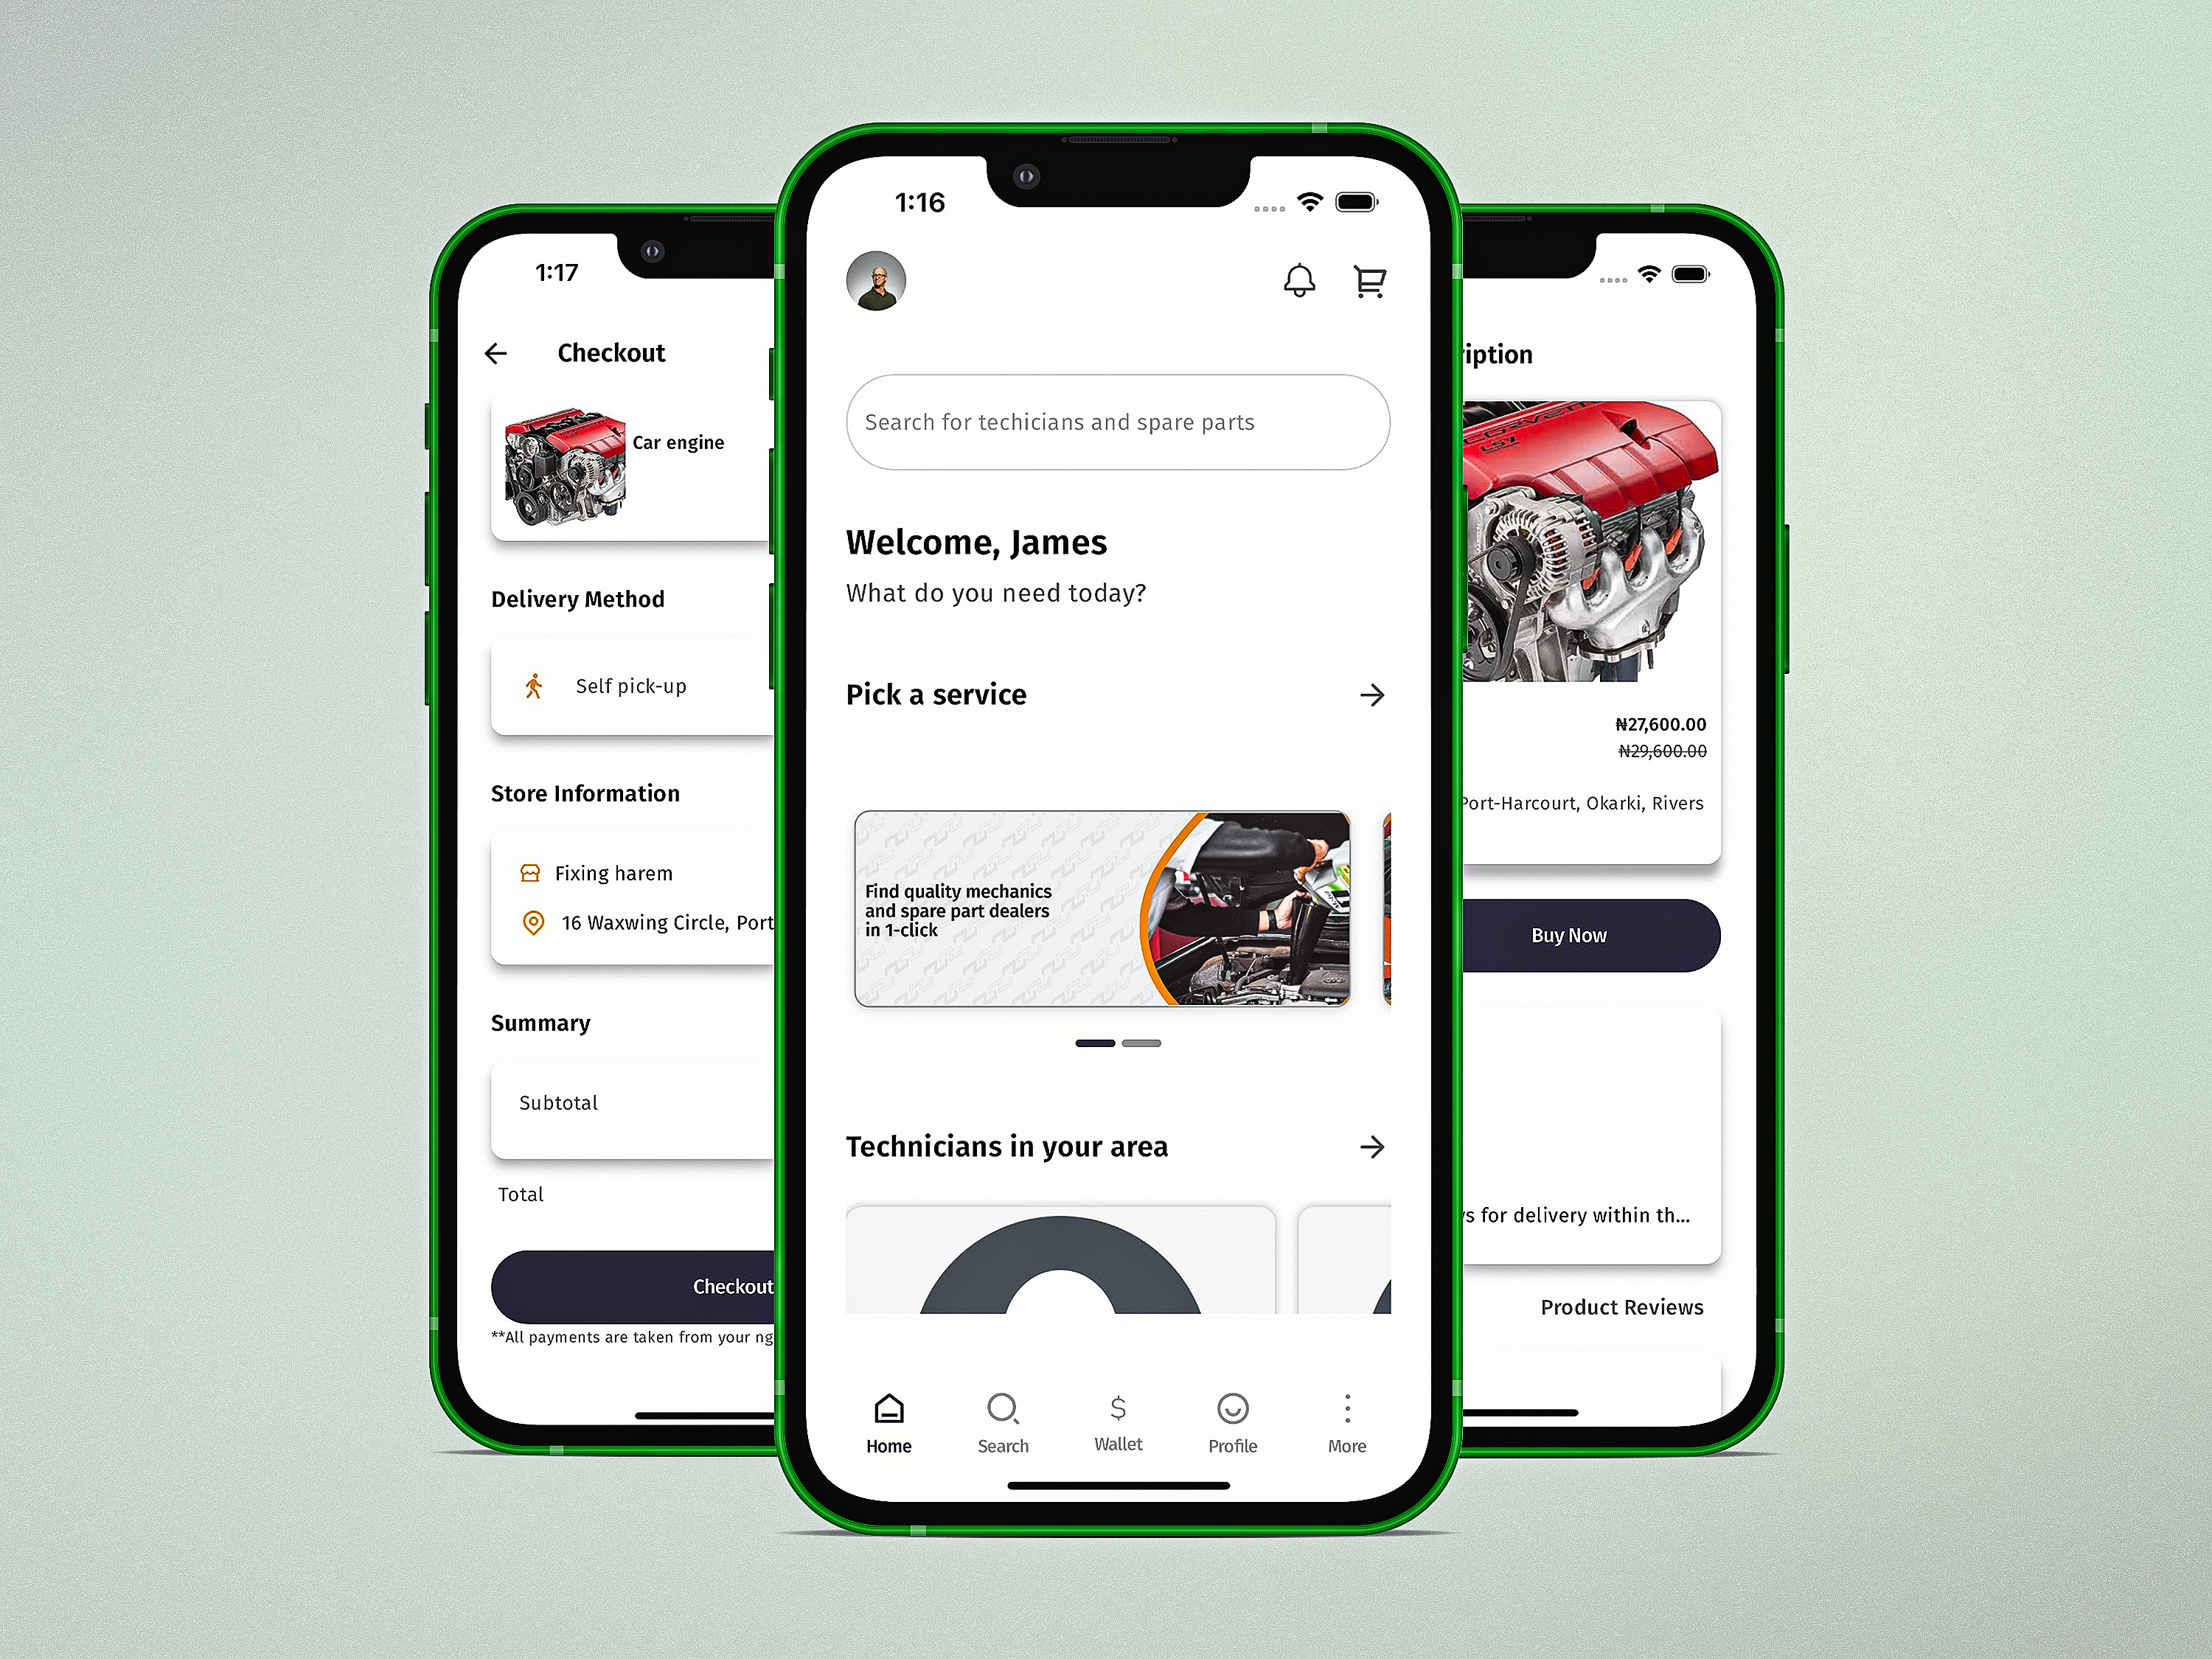 1:17
Checkout
Car engine
Delivery Method
Self pick-up
Store Information
Fixing harem
16 Waxwing Circle, Port
Summary
Subtotal
Total
Checkout
**All payments are taken from your ng
1:16
Search for techicians and spare parts
Welcome, James
What do you need today?
Pick a service
Find quality mechanics
and spare part dealers
in 1-click
Technicians in your area
Home
Search
$
Wallet
Profile
More
ription
CORVETTE
LS7
₦27,600.00
₦29,600.00
Port-Harcourt, Okarki, Rivers
Buy Now
ys for delivery within th...
Product Reviews